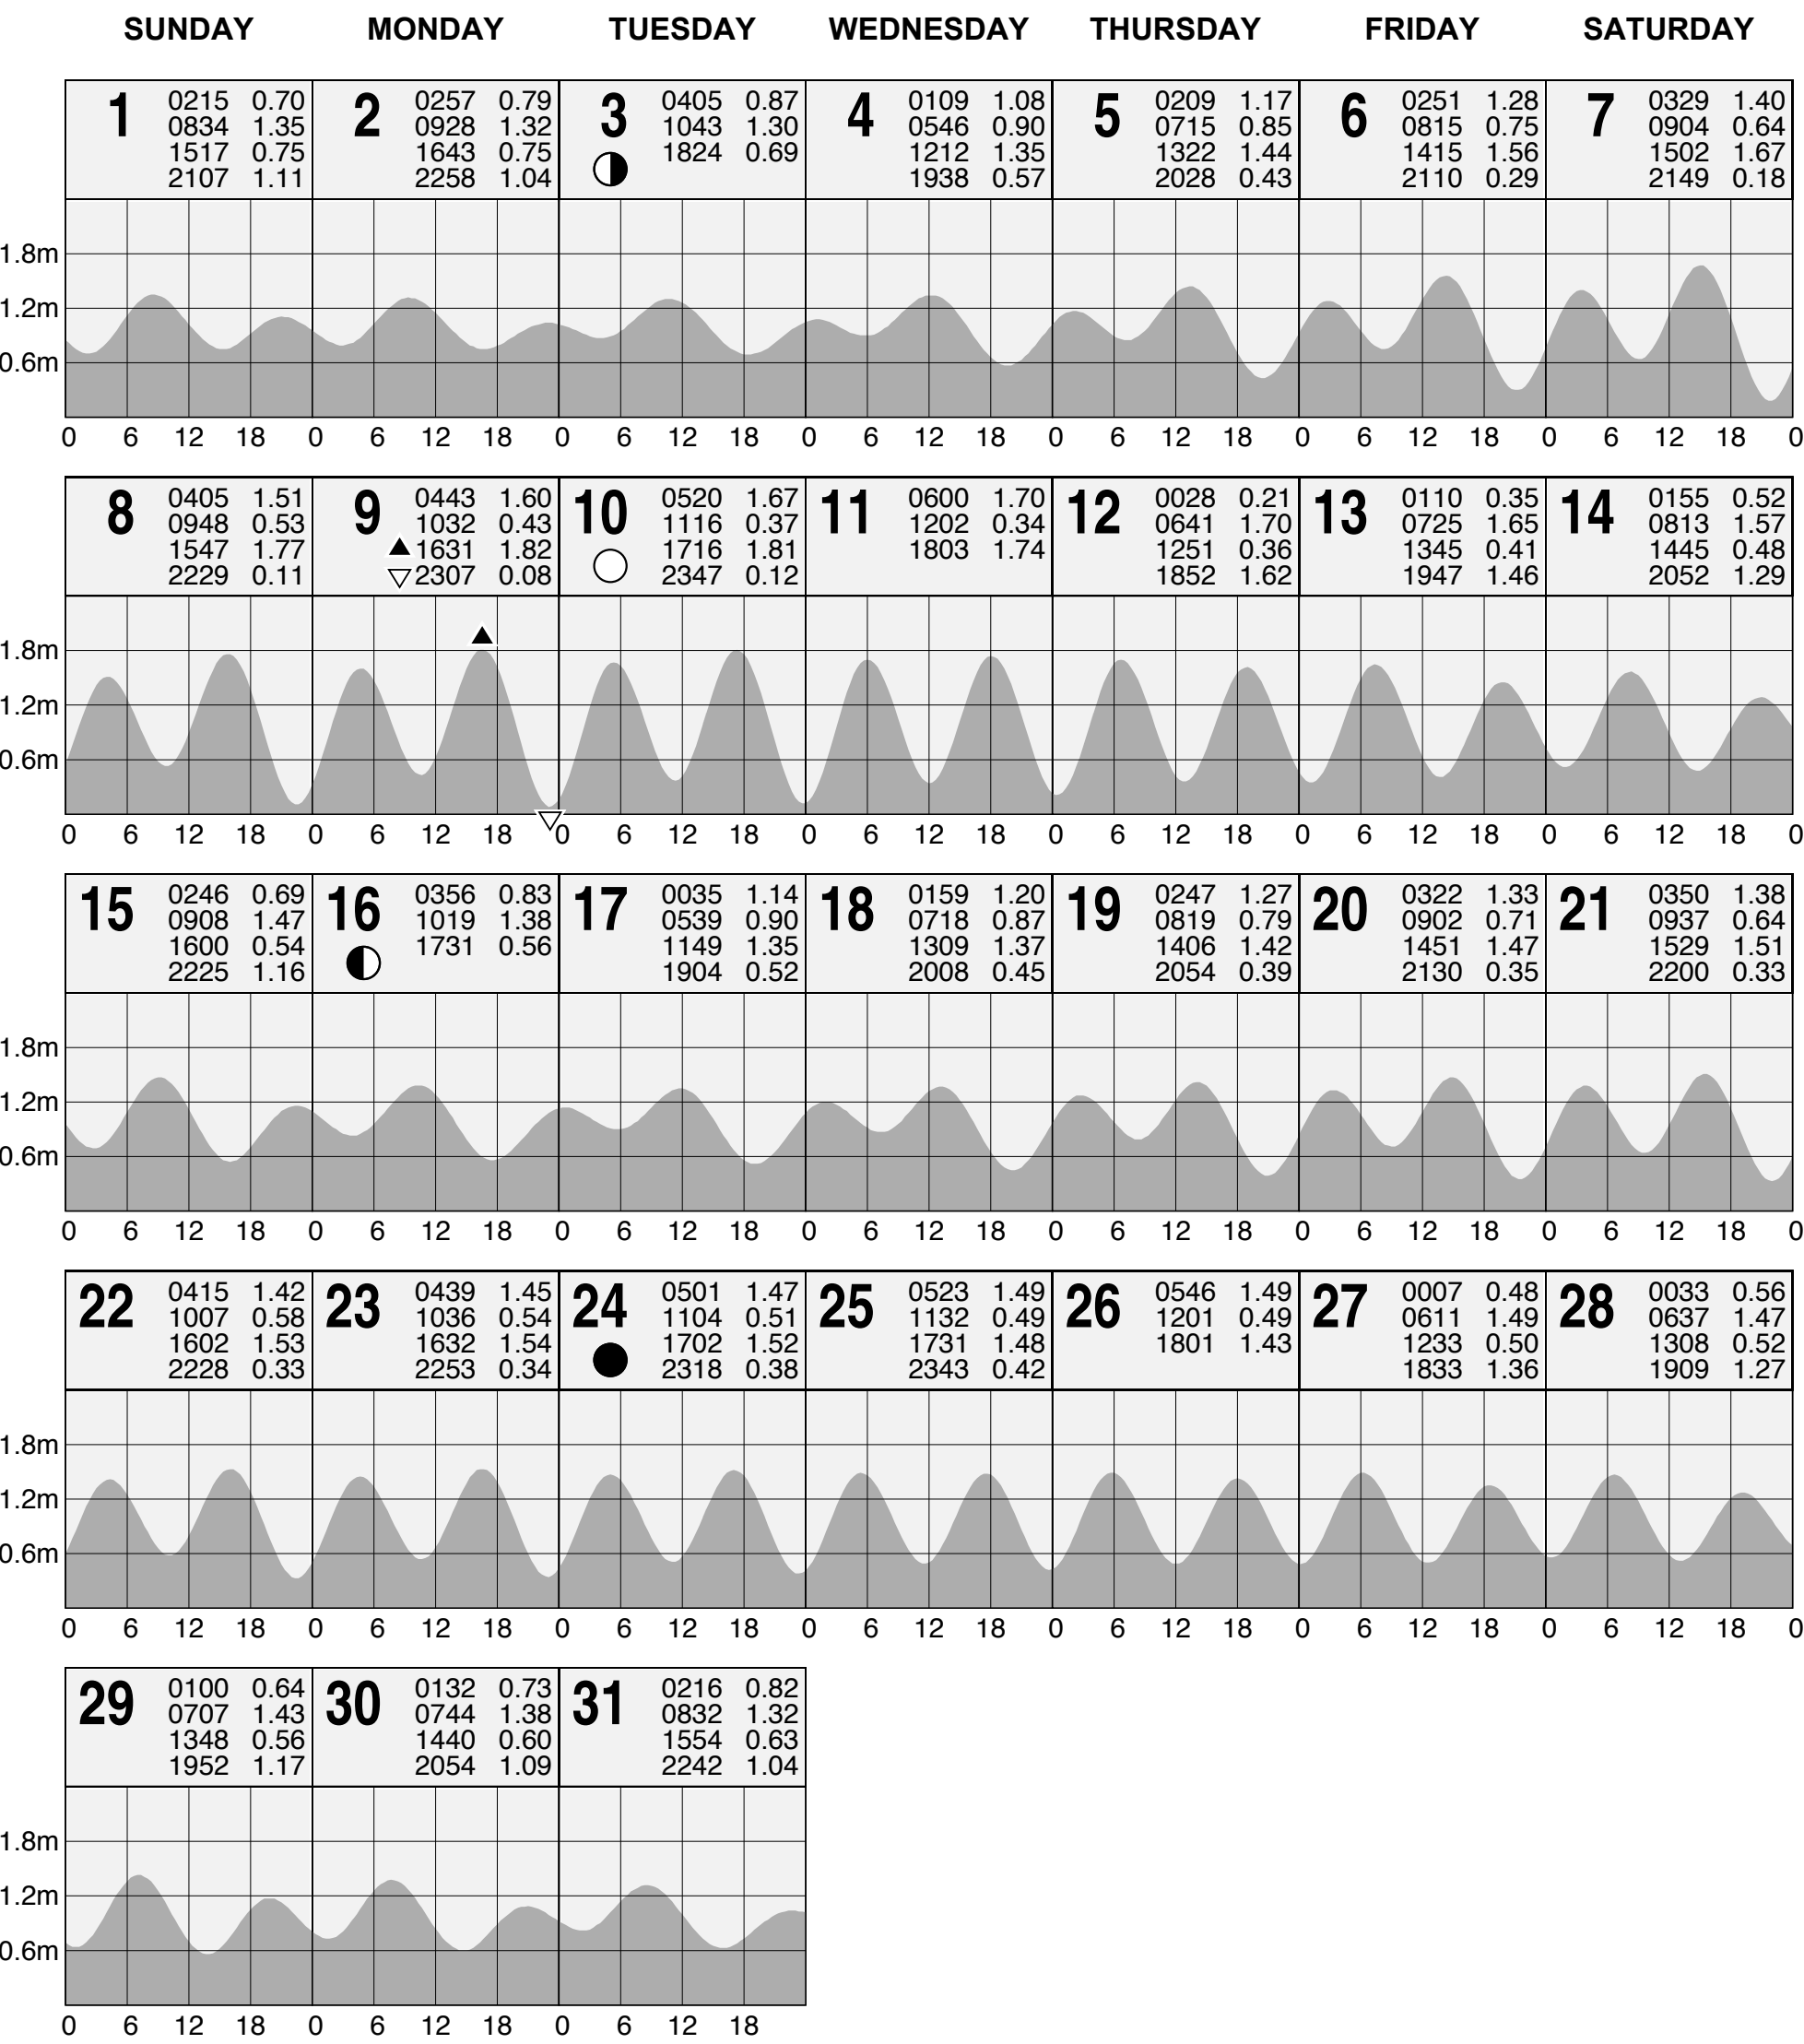 SUNDAY MONDAY TUESDAY WEDNESDAY THURSDAY FRIDAY SATURDAY
1 0215 0.70
0834 1.35
1517 0.75
2107 1.11
2 0257 0.79
0928 1.32
1643 0.75
2258 1.04
3 0405 0.87
1043 1.30
1824 0.69
4 0109 1.08
0546 0.90
1212 1.35
1938 0.57
5 0209 1.17
0715 0.85
1322 1.44
2028 0.43
6 0251 1.28
0815 0.75
1415 1.56
2110 0.29
7 0329 1.40
0904 0.64
1502 1.67
2149 0.18
1.8m
1.2m
0.6m
0 6 12 18 0 6 12 18 0 6 12 18 0 6 12 18 0 6 12 18 0 6 12 18 0 6 12 18 0
8 0405 1.51
0948 0.53
1547 1.77
2229 0.11
9 0443 1.60
1032 0.43
1631 1.82
2307 0.08
10 0520 1.67
1116 0.37
1716 1.81
2347 0.12
11 0600 1.70
1202 0.34
1803 1.74
12 0028 0.21
0641 1.70
1251 0.36
1852 1.62
13 0110 0.35
0725 1.65
1345 0.41
1947 1.46
14 0155 0.52
0813 1.57
1445 0.48
2052 1.29
1.8m
1.2m
0.6m
0 6 12 18 0 6 12 18 0 6 12 18 0 6 12 18 0 6 12 18 0 6 12 18 0 6 12 18 0
15 0246 0.69
0908 1.47
1600 0.54
2225 1.16
16 0356 0.83
1019 1.38
1731 0.56
17 0035 1.14
0539 0.90
1149 1.35
1904 0.52
18 0159 1.20
0718 0.87
1309 1.37
2008 0.45
19 0247 1.27
0819 0.79
1406 1.42
2054 0.39
20 0322 1.33
0902 0.71
1451 1.47
2130 0.35
21 0350 1.38
0937 0.64
1529 1.51
2200 0.33
1.8m
1.2m
0.6m
0 6 12 18 0 6 12 18 0 6 12 18 0 6 12 18 0 6 12 18 0 6 12 18 0 6 12 18 0
22 0415 1.42
1007 0.58
1602 1.53
2228 0.33
23 0439 1.45
1036 0.54
1632 1.54
2253 0.34
24 0501 1.47
1104 0.51
1702 1.52
2318 0.38
25 0523 1.49
1132 0.49
1731 1.48
2343 0.42
26 0546 1.49
1201 0.49
1801 1.43
27 0007 0.48
0611 1.49
1233 0.50
1833 1.36
28 0033 0.56
0637 1.47
1308 0.52
1909 1.27
1.8m
1.2m
0.6m
0 6 12 18 0 6 12 18 0 6 12 18 0 6 12 18 0 6 12 18 0 6 12 18 0 6 12 18 0
29 0100 0.64
0707 1.43
1348 0.56
1952 1.17
30 0132 0.73
0744 1.38
1440 0.60
2054 1.09
31 0216 0.82
0832 1.32
1554 0.63
2242 1.04
1.8m
1.2m
0.6m
0 6 12 18 0 6 12 18 0 6 12 18